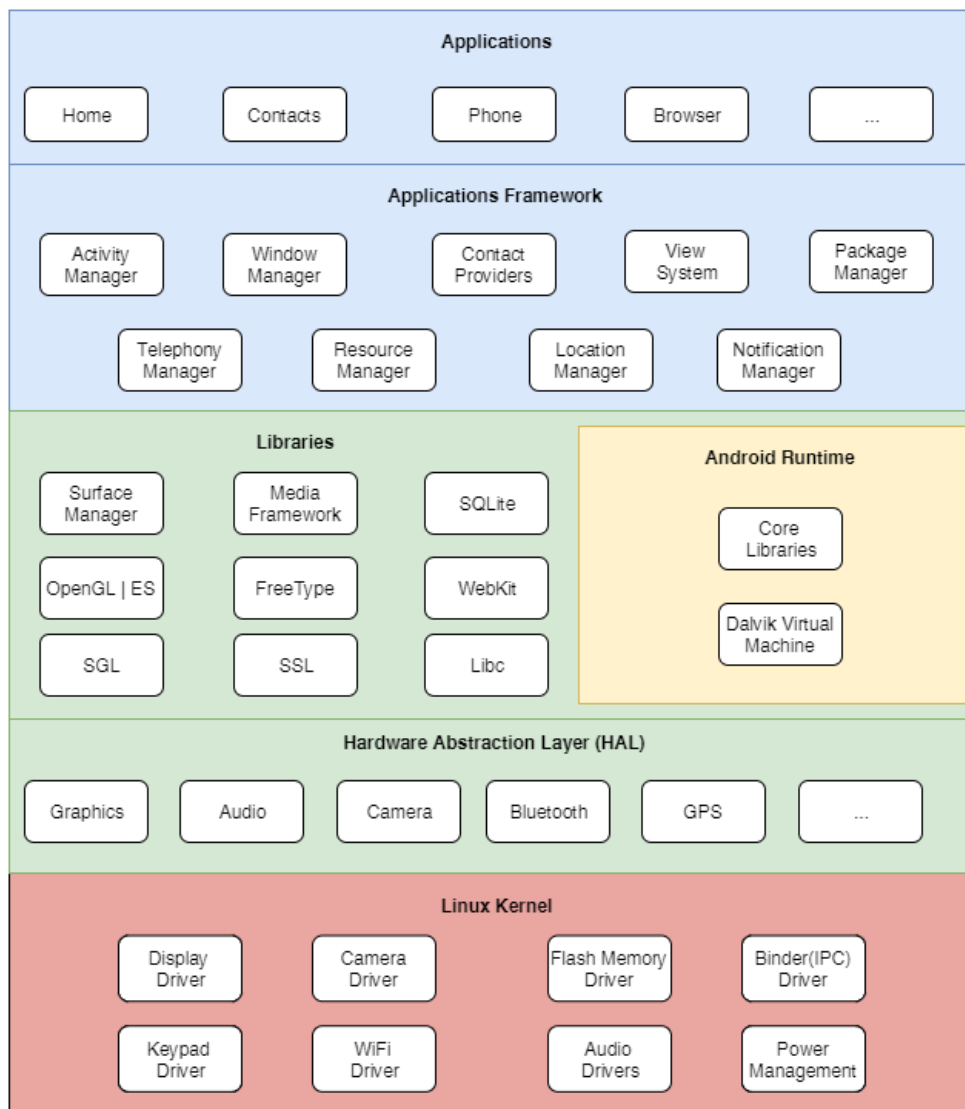 Applications
Home
Contacts
Phone
Browser
...
Applications Framework
Activity
Manager
Window
Manager
Contact
Providers
View
System
Package
Manager
Telephony
Manager
Resource
Manager
Location
Manager
Notification
Manager
Libraries
Surface
Manager
Media
Framework
SQLite
OpenGL | ES
FreeType
WebKit
SGL
SSL
Libc
Android Runtime
Core
Libraries
Dalvik Virtual
Machine
Hardware Abstraction Layer (HAL)
Graphics
Audio
Camera
Bluetooth
GPS
...
Linux Kernel
Display
Driver
Camera
Driver
Flash Memory
Driver
Binder(IPC)
Driver
Keypad
Driver
WiFi
Driver
Audio
Drivers
Power
Management